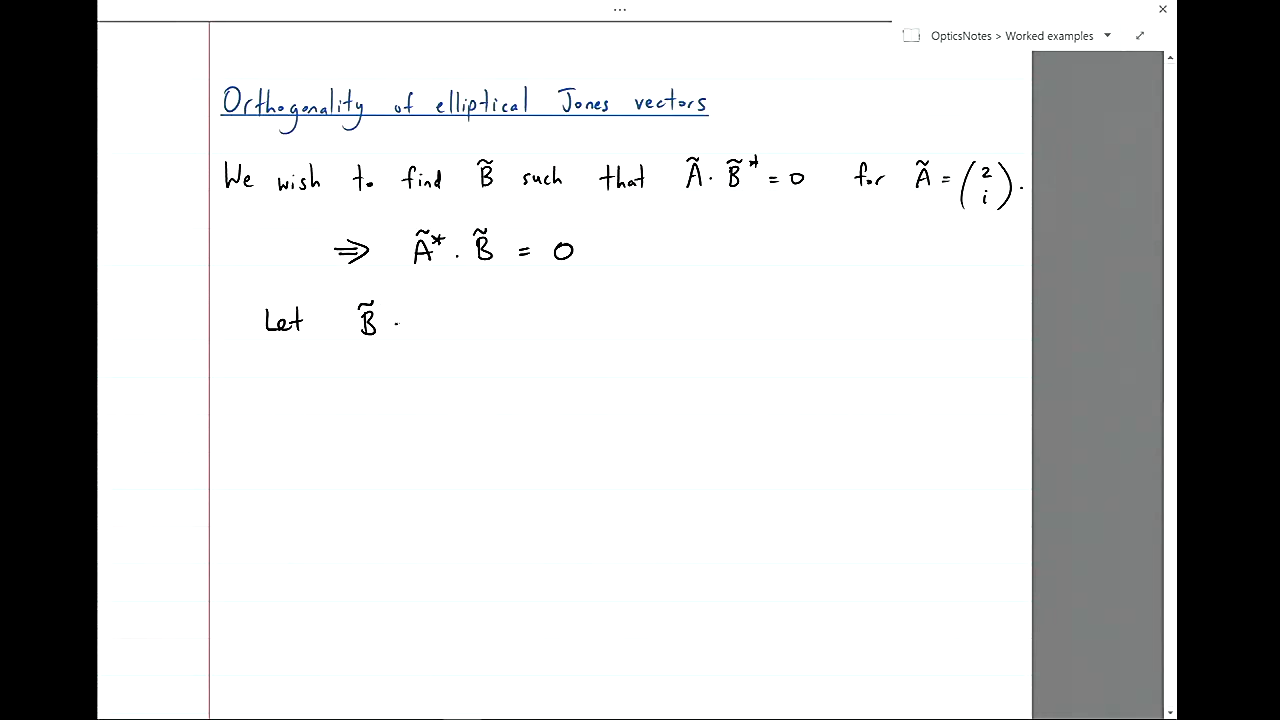 ...
OpticsNotes > Worked examples
Orthogonality of elliptical Jones vectors
We wish to find B̃ such that Ã · B̃* = 0 for Ã = (2 i).
⇒ Ã* · B̃ = 0
Let B̃ -